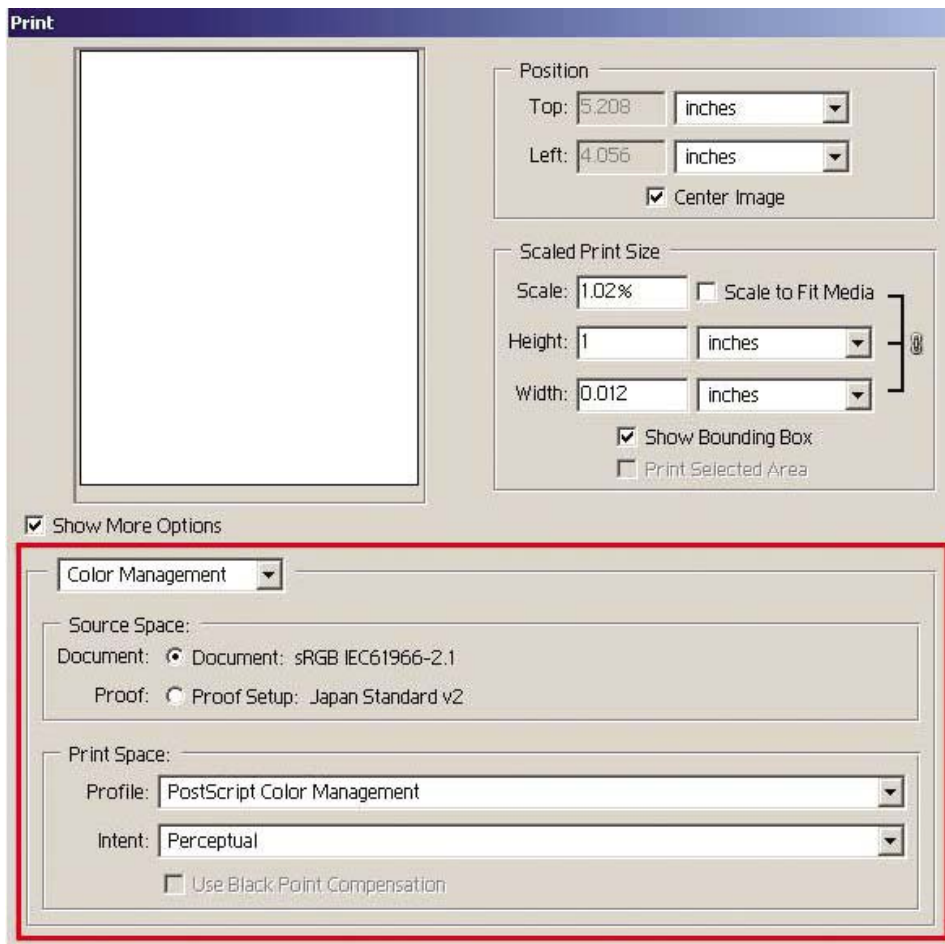 Print
Position
Top: 5.208 inches
Left: 4.056 inches
Center Image
Scaled Print Size
Scale: 1.02% Scale to Fit Media
Height: 1 inches
Width: 0.012 inches
Show Bounding Box
Print Selected Area
Show More Options
Color Management
Source Space:
Document: Document: sRGB IEC61966-2.1
Proof: Proof Setup: Japan Standard v2
Print Space:
Profile: PostScript Color Management
Intent: Perceptual
Use Black Point Compensation